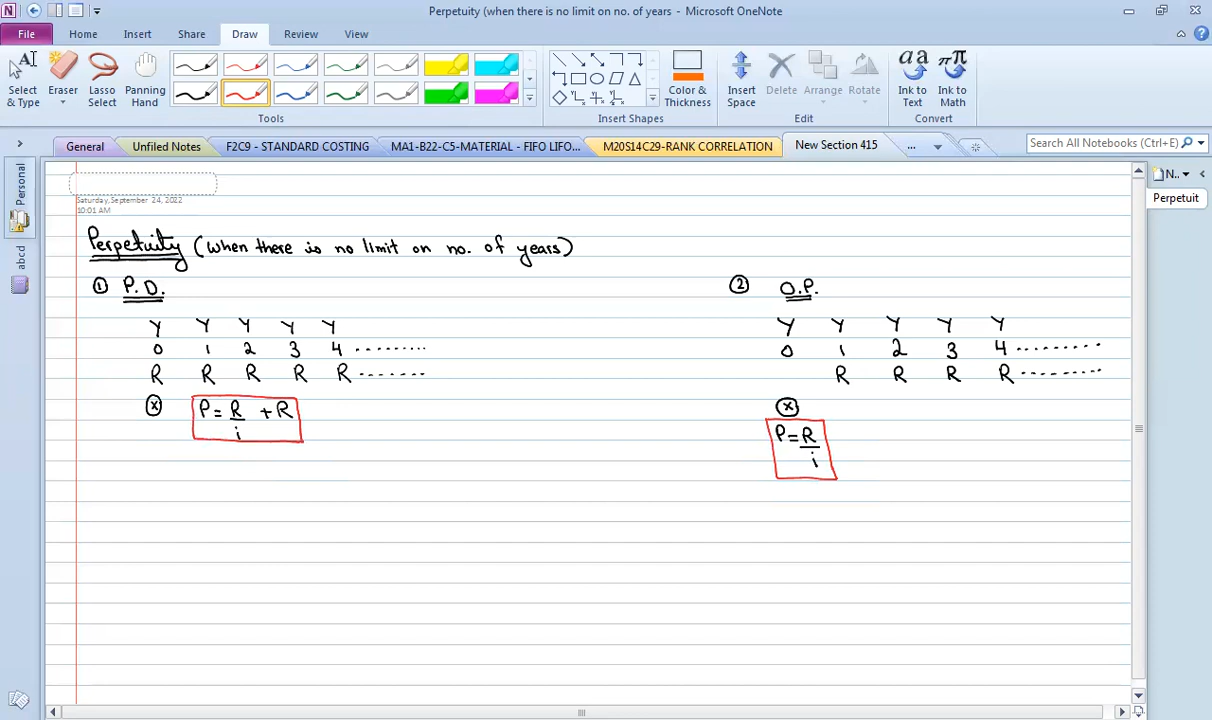 Perpetuity (when there is no limit on no. of years - Microsoft OneNote
File Home Insert Share Draw Review View
Select & Type
Eraser
Lasso Select
Panning Hand
Color & Thickness
Insert Space
Delete
Arrange
Rotate
Ink to Text
Ink to Math
Tools
Insert Shapes
Edit
Convert
General
Unfiled Notes
F2C9 - STANDARD COSTING
MA1-B22-C5-MATERIAL - FIFO LIFO...
M20S14C29-RANK CORRELATION
New Section 415
...
Search All Notebooks (Ctrl+E)
Personal
abcd
N..
Perpetuit
Saturday, September 24, 2022
10:01 AM
Perpetuity (when there is no limit on no. of years)
① P.D.
Y Y Y Y Y
0 1 2 3 4 ..........
R R R R R ..........
(x) P = R/i + R
② O.P.
Y Y Y Y Y
0 1 2 3 4 ..........
R R R R ..........
(x)
P = R/i